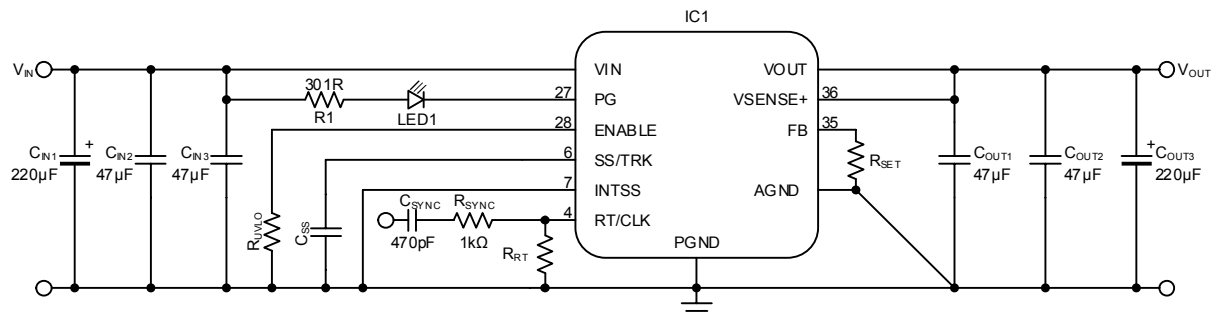 IC1
VIN
VIN
VOUT
VOUT
301R
27
PG
VSENSE+
36
R1
LED1
28
ENABLE
FB
35
CIN1
220µF
+
CIN2
47µF
CIN3
47µF
6
SS/TRK
RSET
COUT1
47µF
COUT2
47µF
+
COUT3
220µF
7
INTSS
AGND
CSYNC
470pF
RSYNC
1kΩ
4
RT/CLK
RUVLO
CSS
RRT
PGND